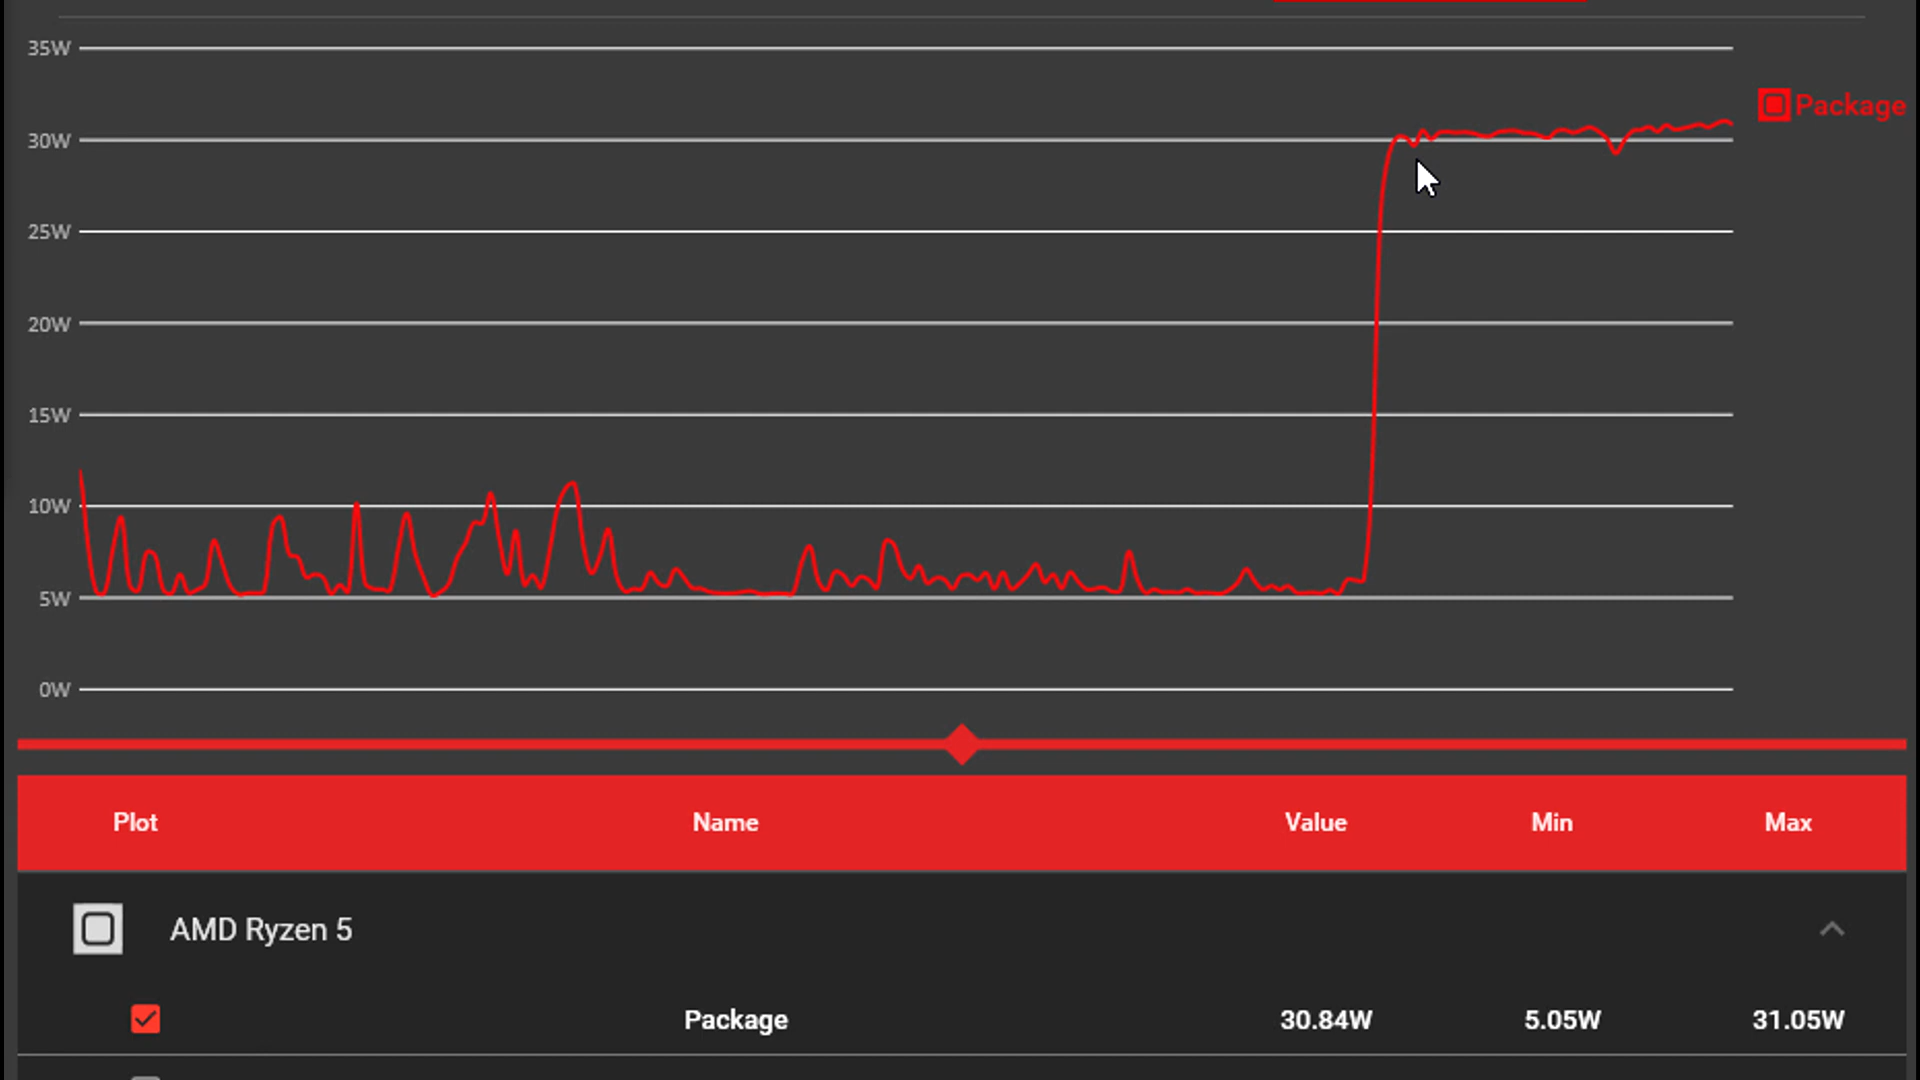 35W
Package
30W
25W
20W
15W
10W
5W
0W
Plot Name Value Min Max
AMD Ryzen 5
Package 30.84W 5.05W 31.05W